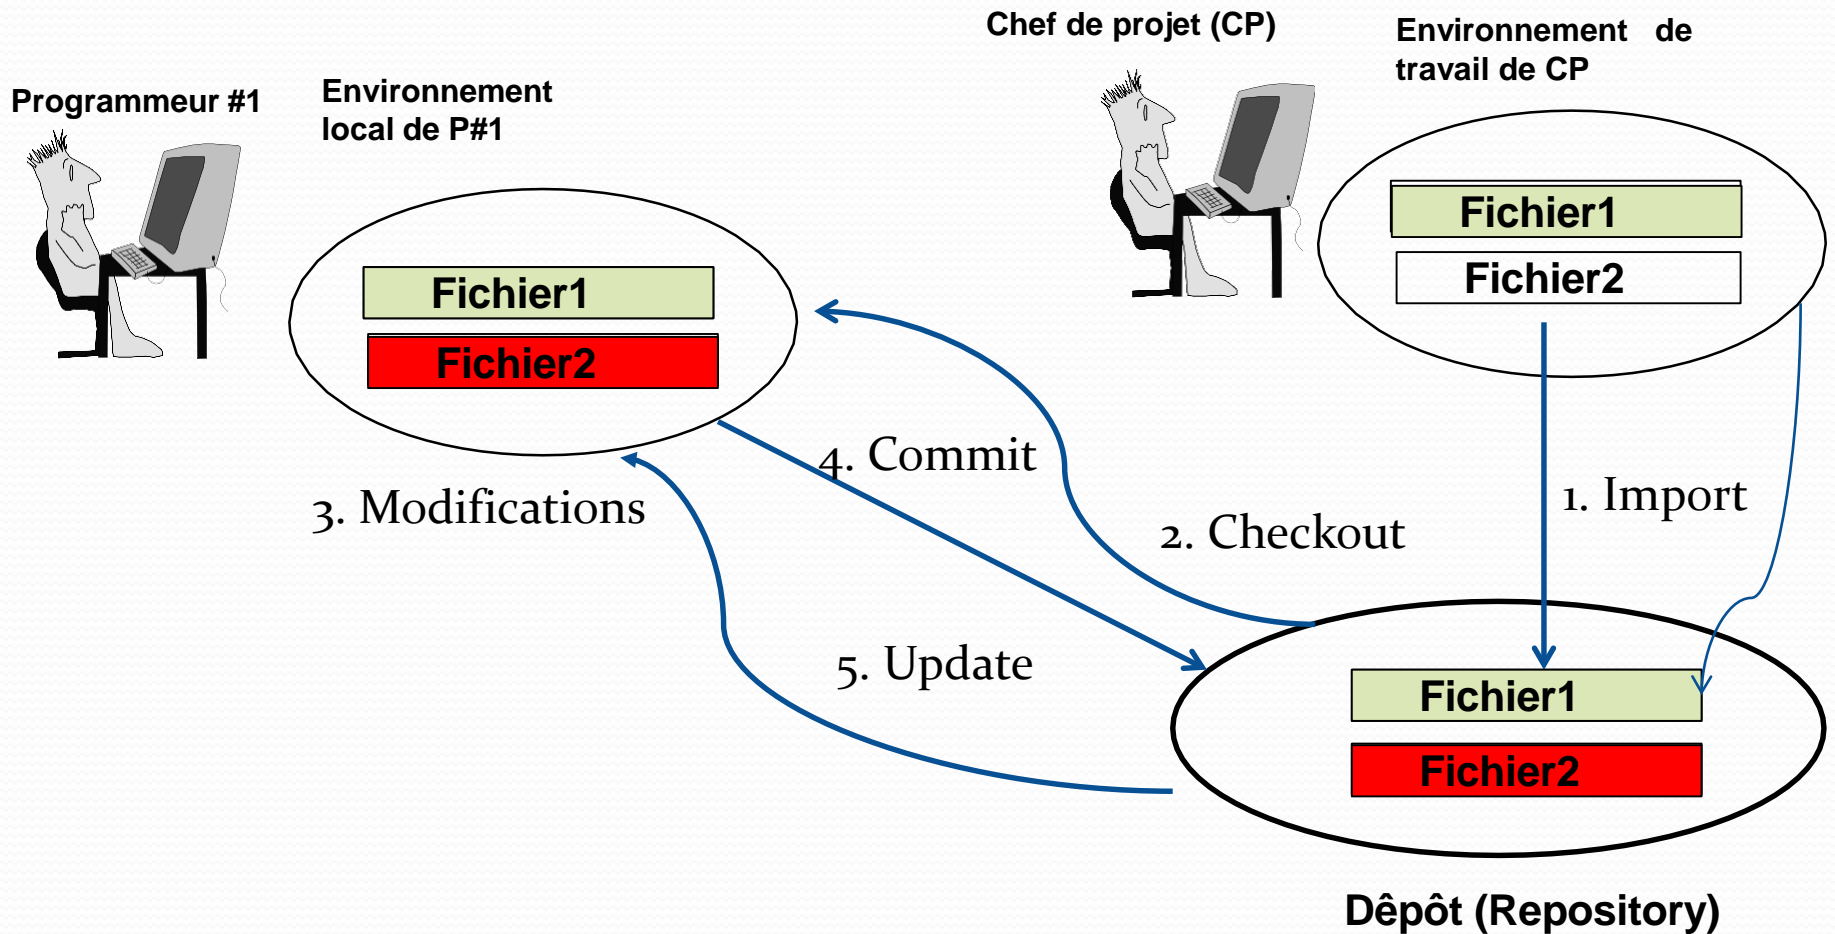 Chef de projet (CP)
Environnement de
travail de CP
Programmeur #1
Environnement
local de P#1
Fichier1
Fichier2
Fichier1
Fichier2
4. Commit
3. Modifications
1. Import
2. Checkout
5. Update
Fichier1
Fichier2
Dêpôt (Repository)